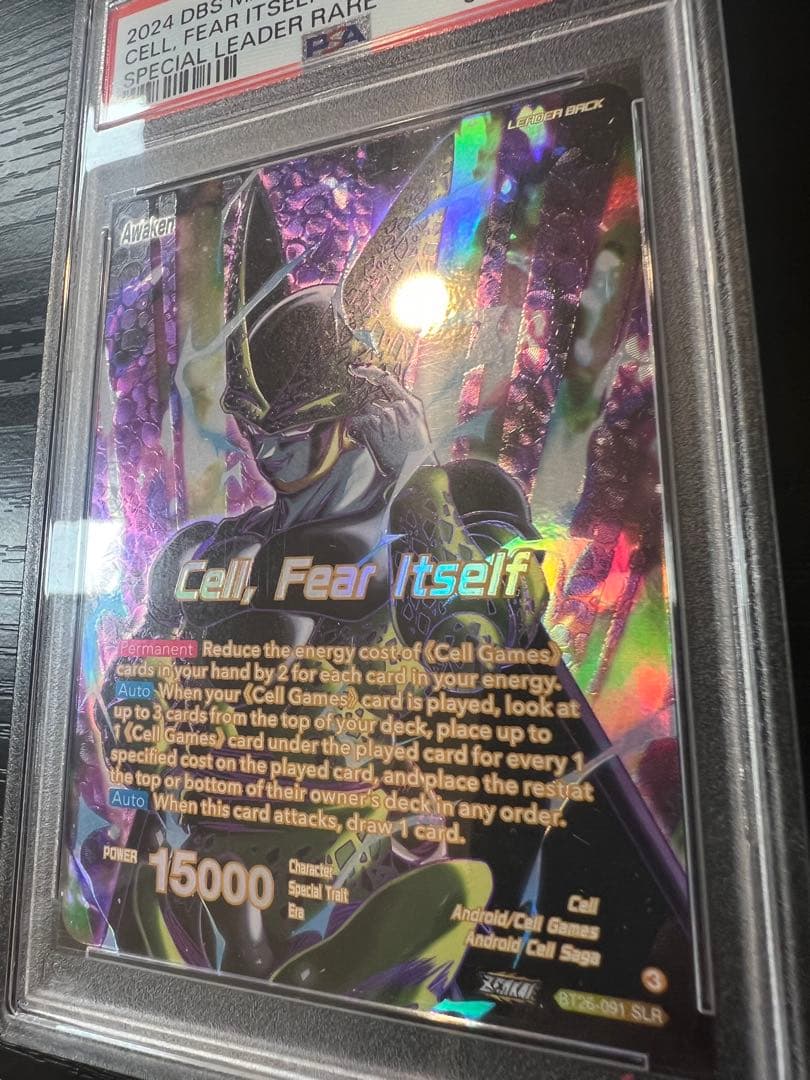 2024 DBS M
CELL, FEAR ITSELF
SPECIAL LEADER RARE
PSA
LEADER BACK
Awaken
Cell, Fear Itself
Permanent Reduce the energy cost of《Cell Games》
cards in your hand by 2 for each card in your energy.
Auto When your《Cell Games》card is played, look at
up to 3 cards from the top of your deck, place up to
1《Cell Games》card under the played card for every 1
specified cost on the played card, and place the rest at
the top or bottom of their owner's deck in any order.
Auto When this card attacks, draw 1 card.
POWER 15000
Character Cell
Special Trait Android/Cell Games
Era Android Cell Saga
3
ZENKAI
BT26-091 SLR